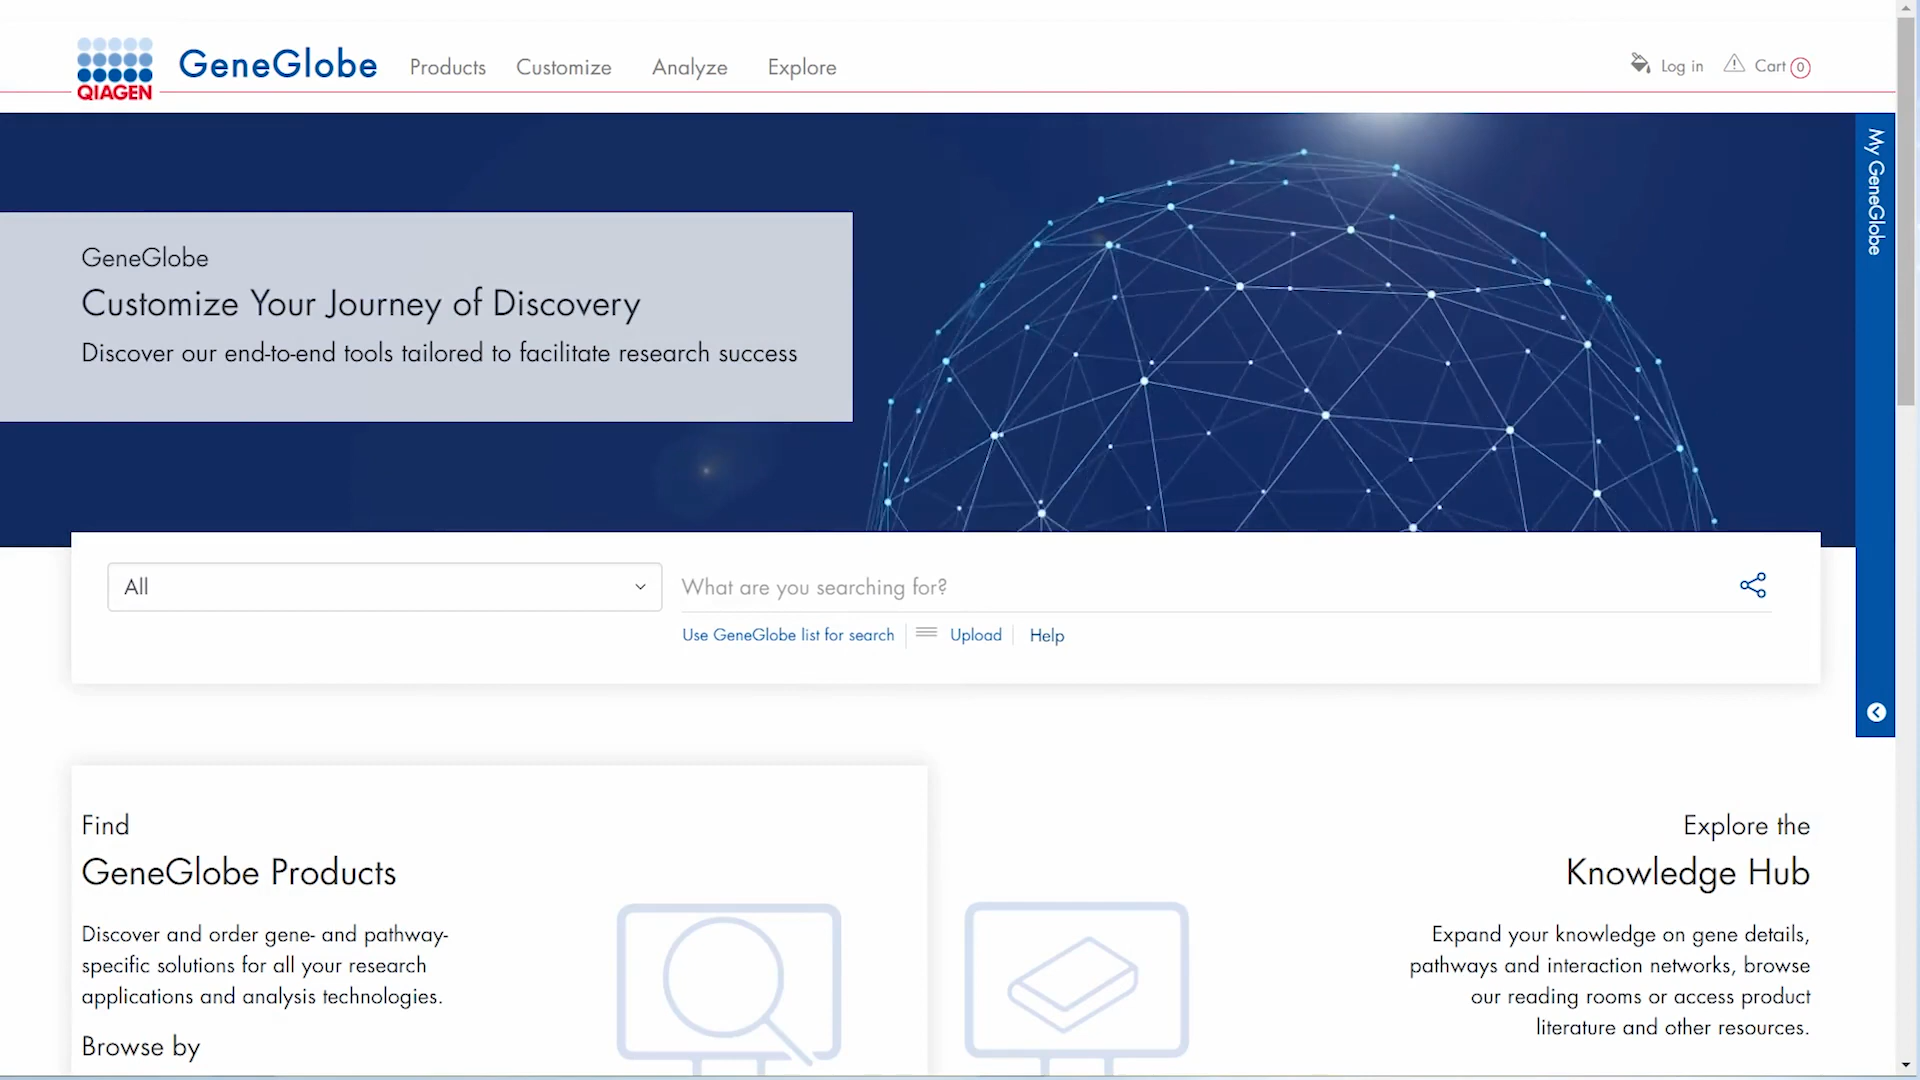 QIAGEN
GeneGlobe
Products
Customize
Analyze
Explore
Log in
Cart 0
My GeneGlobe
GeneGlobe
Customize Your Journey of Discovery
Discover our end-to-end tools tailored to facilitate research success
All
What are you searching for?
Use GeneGlobe list for search
Upload
Help
Find
GeneGlobe Products
Discover and order gene- and pathway-
specific solutions for all your research
applications and analysis technologies.
Browse by
Explore the
Knowledge Hub
Expand your knowledge on gene details,
pathways and interaction networks, browse
our reading rooms or access product
literature and other resources.